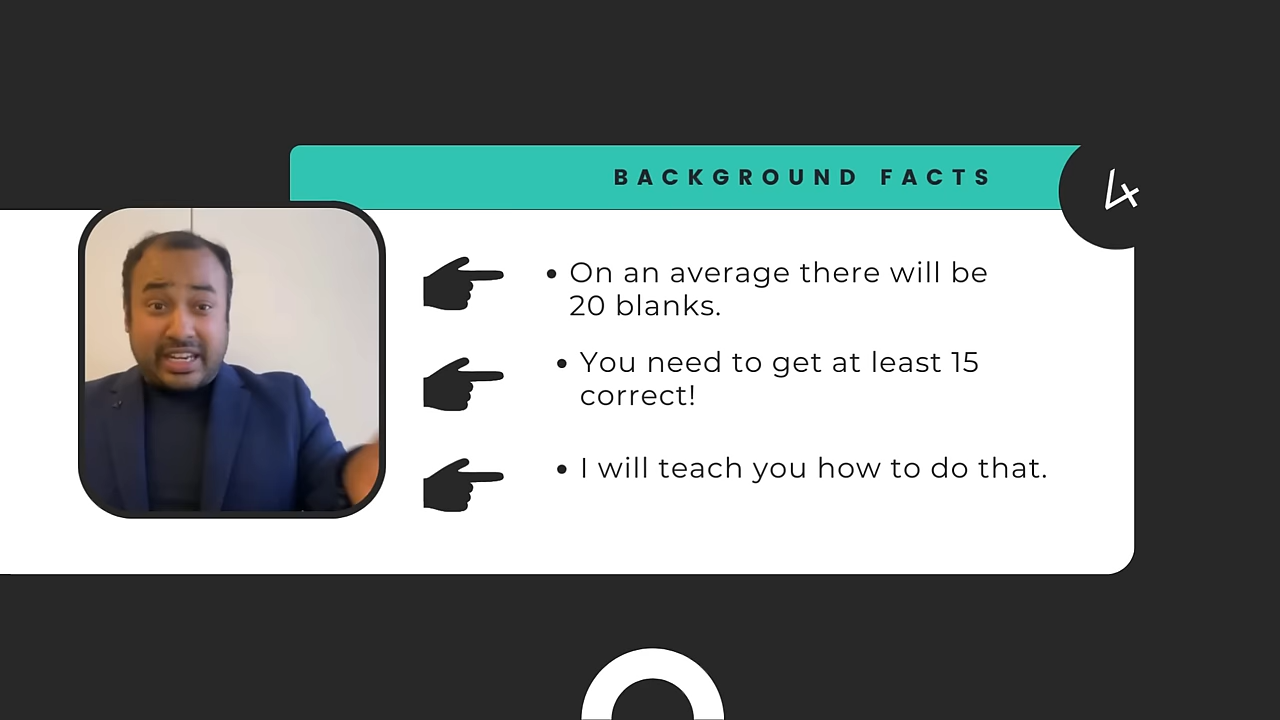 BACKGROUND FACTS
4
• On an average there will be
20 blanks.
• You need to get at least 15
correct!
• I will teach you how to do that.